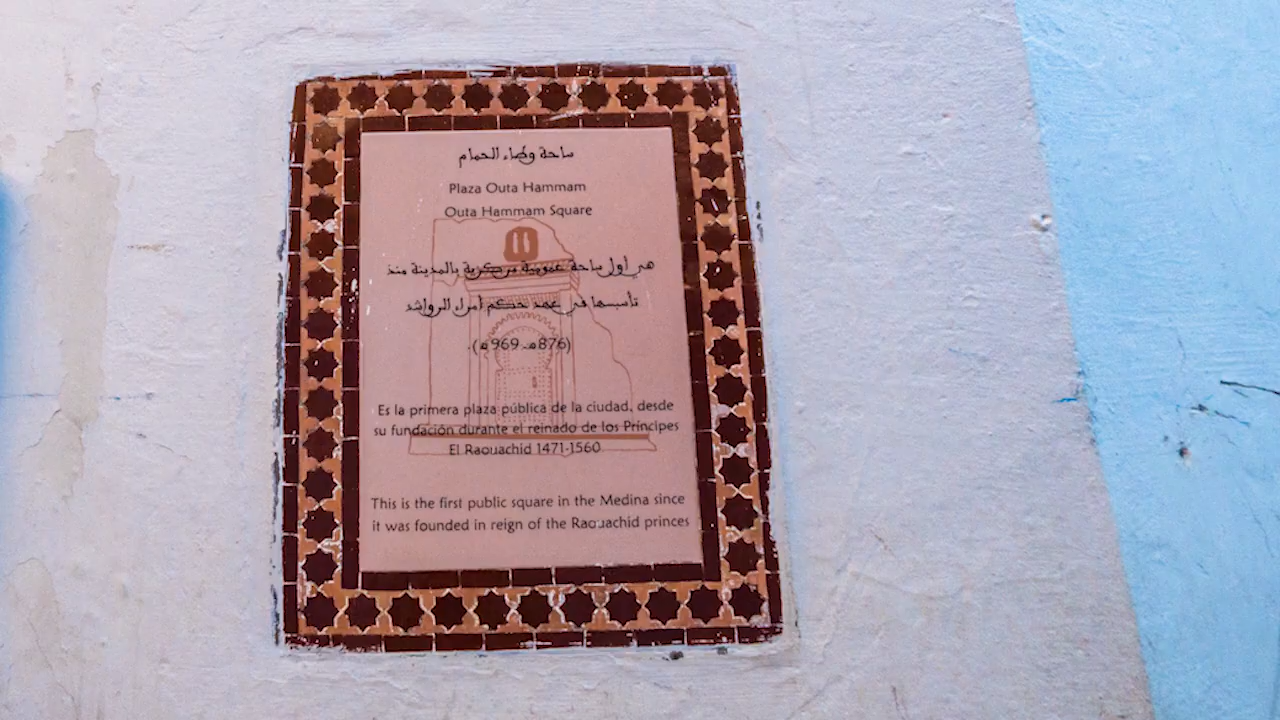 ساحة وطاء الحمام
Plaza Outa Hammam
Outa Hammam Square
هي أول ساحة عمومية مركزية بالمدينة منذ
تأسيسها في عهد حكم أمراء الرواشد
(876هـ-969هـ).
Es la primera plaza pública de la ciudad, desde
su fundación durante el reinado de los Príncipes
El Raouachid 1471-1560
This is the first public square in the Medina since
it was founded in reign of the Raouachid princes